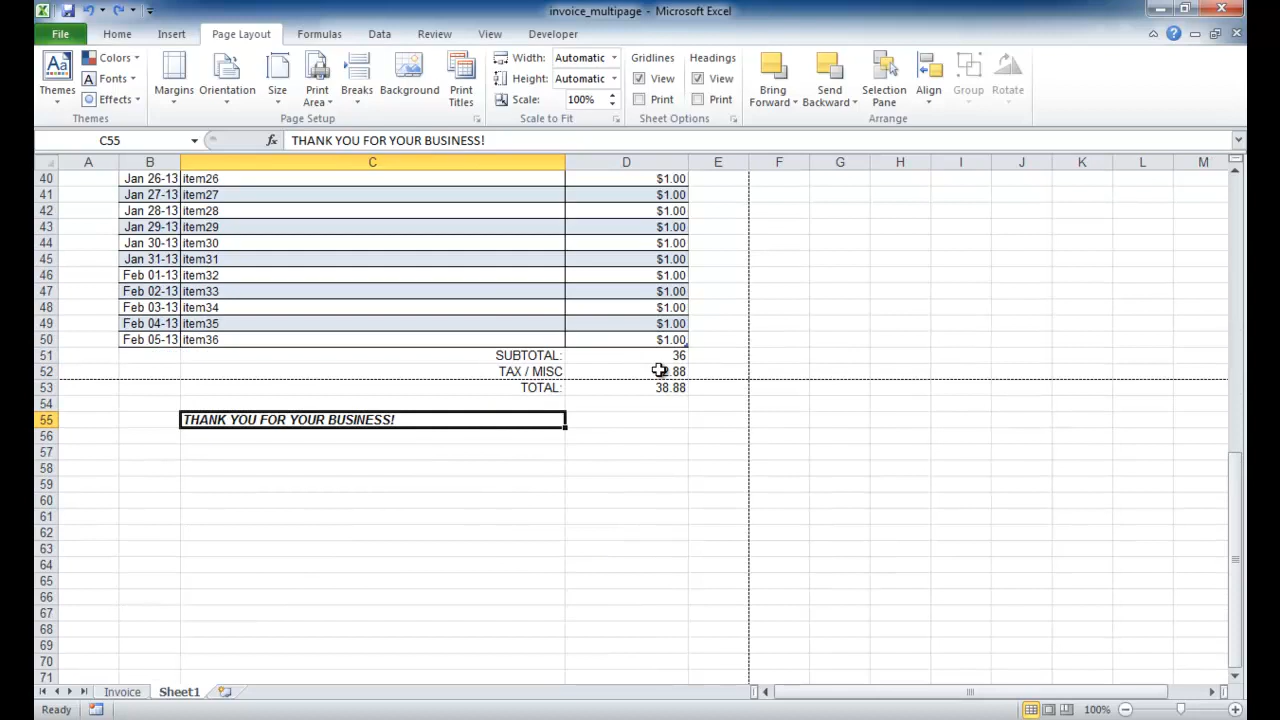 invoice_multipage - Microsoft Excel
File Home Insert Page Layout Formulas Data Review View Developer
Themes Colors Fonts Effects Themes
Margins Orientation Size Print Area Breaks Background Print Titles Page Setup
Width: Automatic
Height: Automatic
Scale: 100%
Scale to Fit
Gridlines Headings
View View
Print Print
Sheet Options
Bring Forward Send Backward Selection Pane Align Group Rotate
Arrange
C55 fx THANK YOU FOR YOUR BUSINESS!
A B C D E F G H I J K L M
40 Jan 26-13 item26 $1.00
41 Jan 27-13 item27 $1.00
42 Jan 28-13 item28 $1.00
43 Jan 29-13 item29 $1.00
44 Jan 30-13 item30 $1.00
45 Jan 31-13 item31 $1.00
46 Feb 01-13 item32 $1.00
47 Feb 02-13 item33 $1.00
48 Feb 03-13 item34 $1.00
49 Feb 04-13 item35 $1.00
50 Feb 05-13 item36 $1.00
51 SUBTOTAL: 36
52 TAX / MISC .88
53 TOTAL: 38.88
54
55 THANK YOU FOR YOUR BUSINESS!
56
57
58
59
60
61
62
63
64
65
66
67
68
69
70
71
Invoice Sheet1
Ready 100%